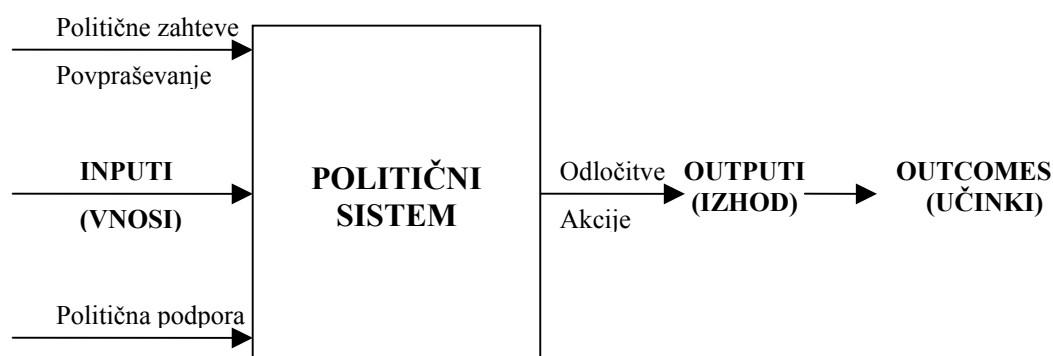 Politične zahteve
Povpraševanje
INPUTI
(VNOSI)
Politična podpora
POLITIČNI
SISTEM
Odločitve
Akcije
OUTPUTI
(IZHOD)
OUTCOMES
(UČINKI)